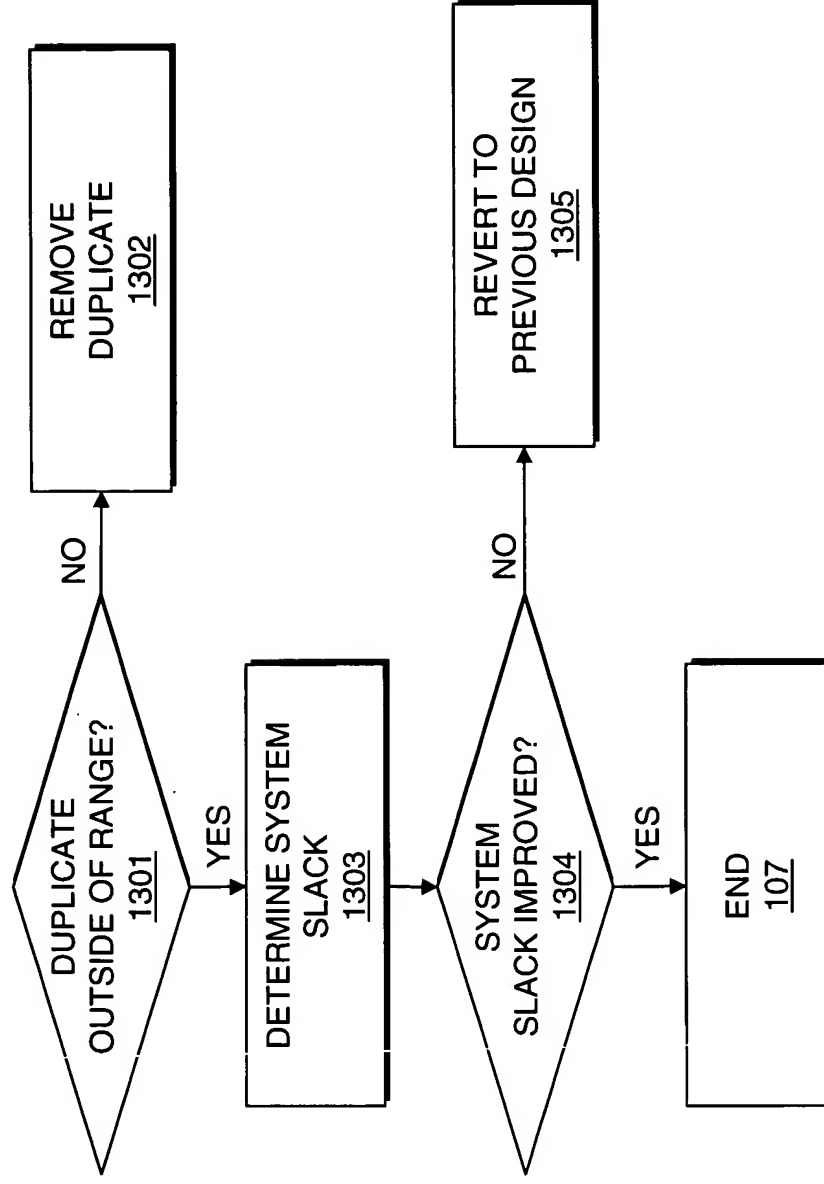 DUPLICATE
OUTSIDE OF RANGE?
1301
NO
REMOVE
DUPLICATE
1302
YES
DETERMINE SYSTEM
SLACK
1303
SYSTEM
SLACK IMPROVED?
1304
NO
REVERT TO
PREVIOUS DESIGN
1305
YES
END
107